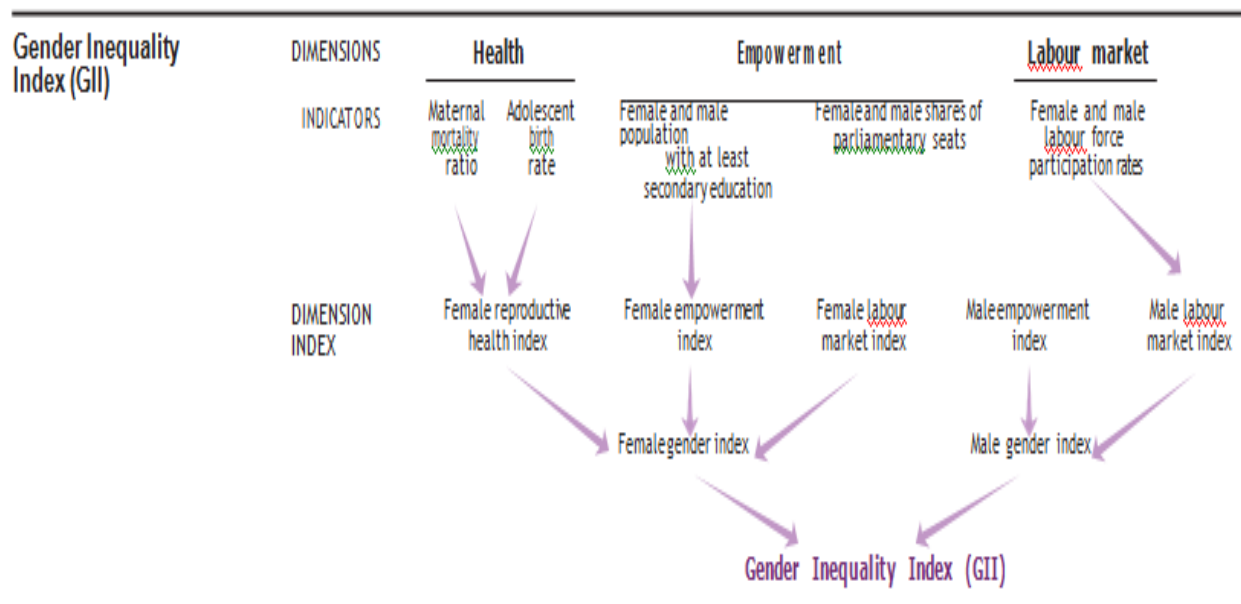 Gender Inequality
Index (GII)
DIMENSIONS
Health
Empowerment
Labour market
INDICATORS
Maternal
mortality
ratio
Adolescent
birth
rate
Female and male
population
with at least
secondary education
Female and male shares of
parliamentary seats
Female and male
labour force
participation rates
DIMENSION
INDEX
Female reproductive
health index
Female empowerment
index
Female labour
market index
Male empowerment
index
Male labour
market index
Female gender index
Male gender index
Gender Inequality Index (GII)